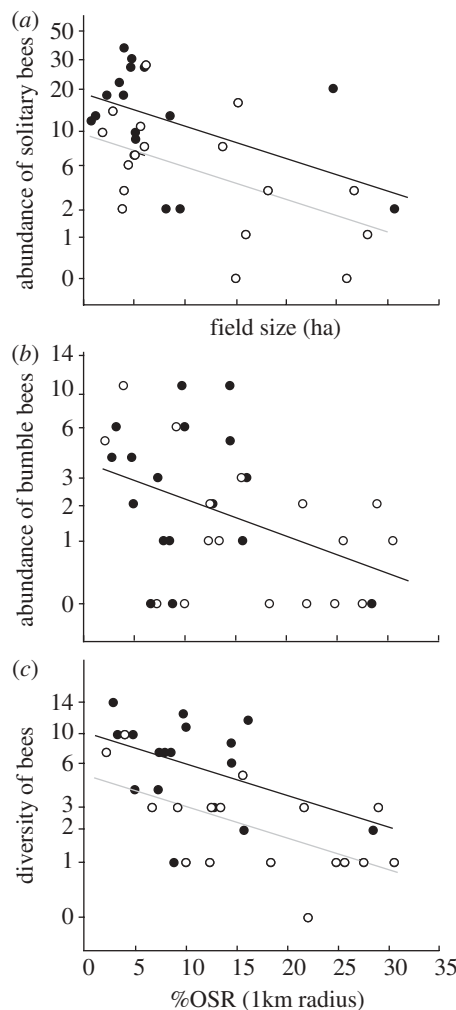 (a)
50
30
20
10
6
2
1
0
abundance of solitary bees
field size (ha)
(b)
14
10
6
3
2
1
0
abundance of bumble bees
(c)
14
10
6
3
2
1
0
diversity of bees
0 5 10 15 20 25 30 35
%OSR (1km radius)